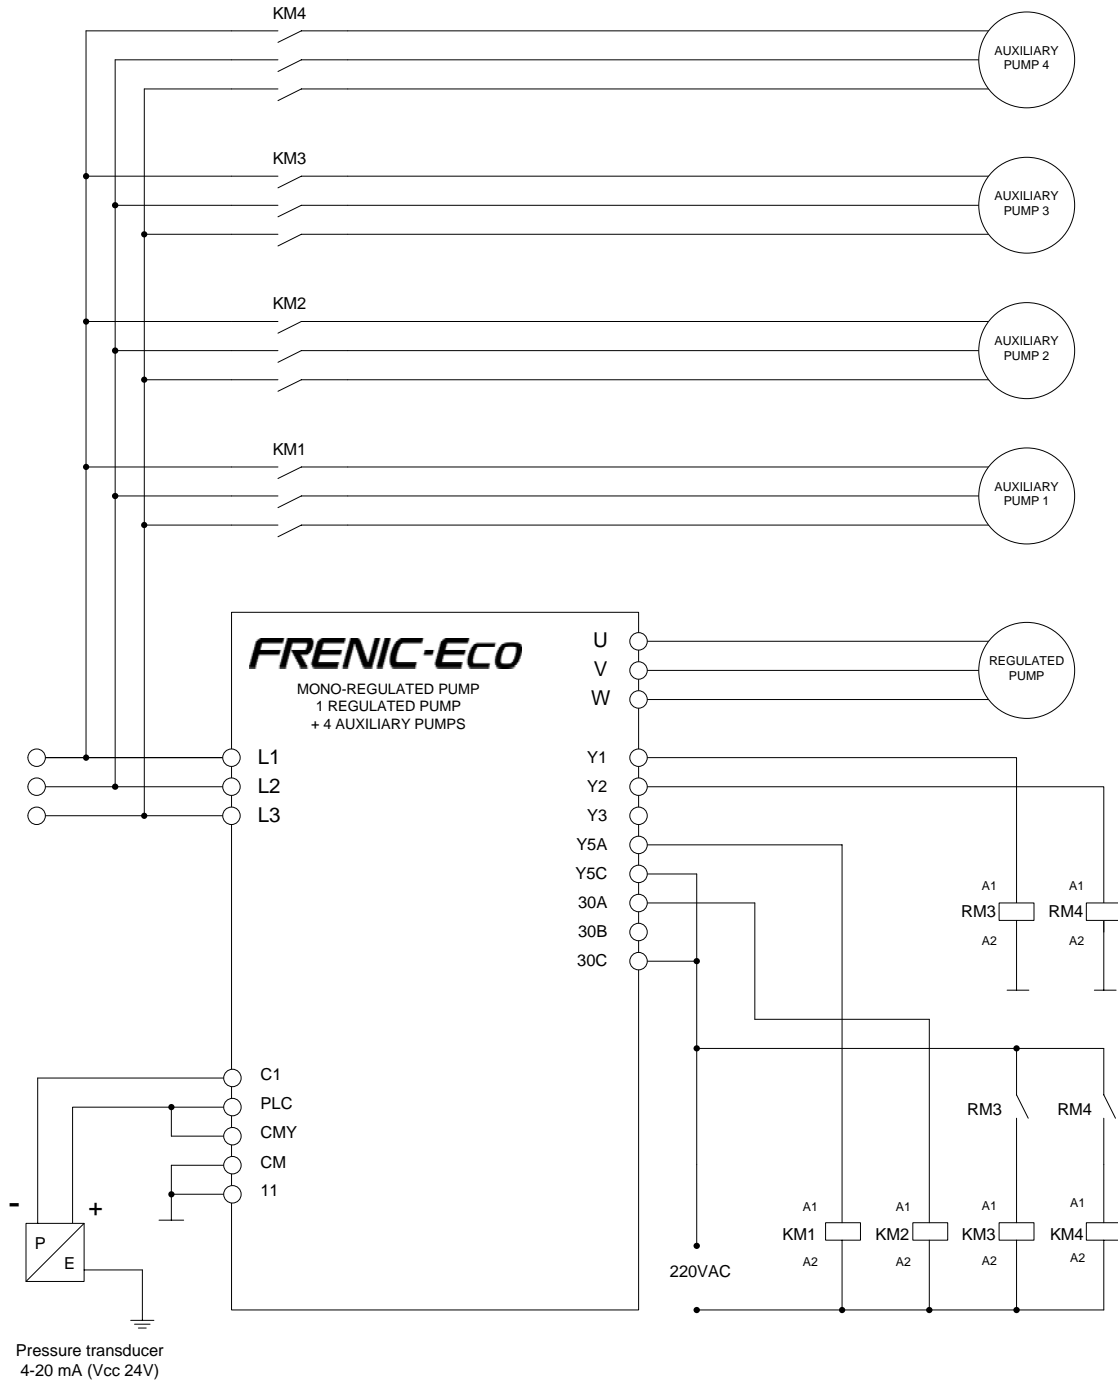 KM4
AUXILIARY
PUMP 4
KM3
AUXILIARY
PUMP 3
KM2
AUXILIARY
PUMP 2
KM1
AUXILIARY
PUMP 1
FRENIC-Eco
MONO-REGULATED PUMP
1 REGULATED PUMP
+ 4 AUXILIARY PUMPS
U
V
W
REGULATED
PUMP
L1
L2
L3
Y1
Y2
Y3
Y5A
Y5C
30A
30B
30C
A1
RM3
A2
A1
RM4
A2
C1
PLC
CMY
CM
11
RM3
RM4
-
+
P
E
A1
KM1
A2
A1
KM2
A2
A1
KM3
A2
A1
KM4
A2
220VAC
Pressure transducer
4-20 mA (Vcc 24V)